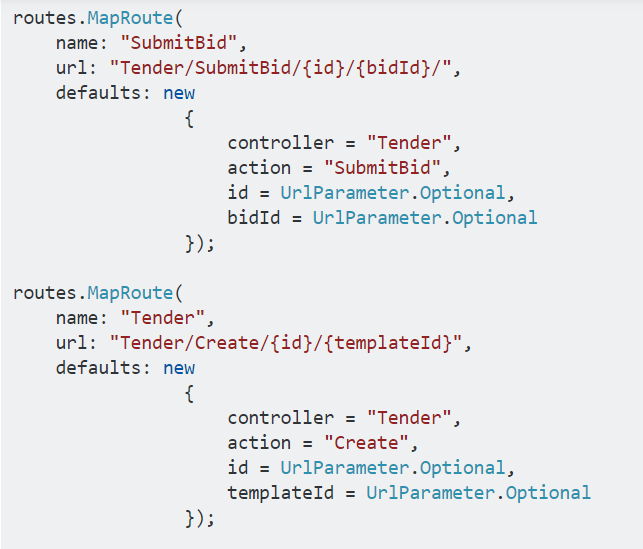 routes.MapRoute(
    name: "SubmitBid",
    url: "Tender/SubmitBid/{id}/{bidId}/",
    defaults: new
                {
                    controller = "Tender",
                    action = "SubmitBid",
                    id = UrlParameter.Optional,
                    bidId = UrlParameter.Optional
                });

routes.MapRoute(
    name: "Tender",
    url: "Tender/Create/{id}/{templateId}",
    defaults: new
                {
                    controller = "Tender",
                    action = "Create",
                    id = UrlParameter.Optional,
                    templateId = UrlParameter.Optional
                });